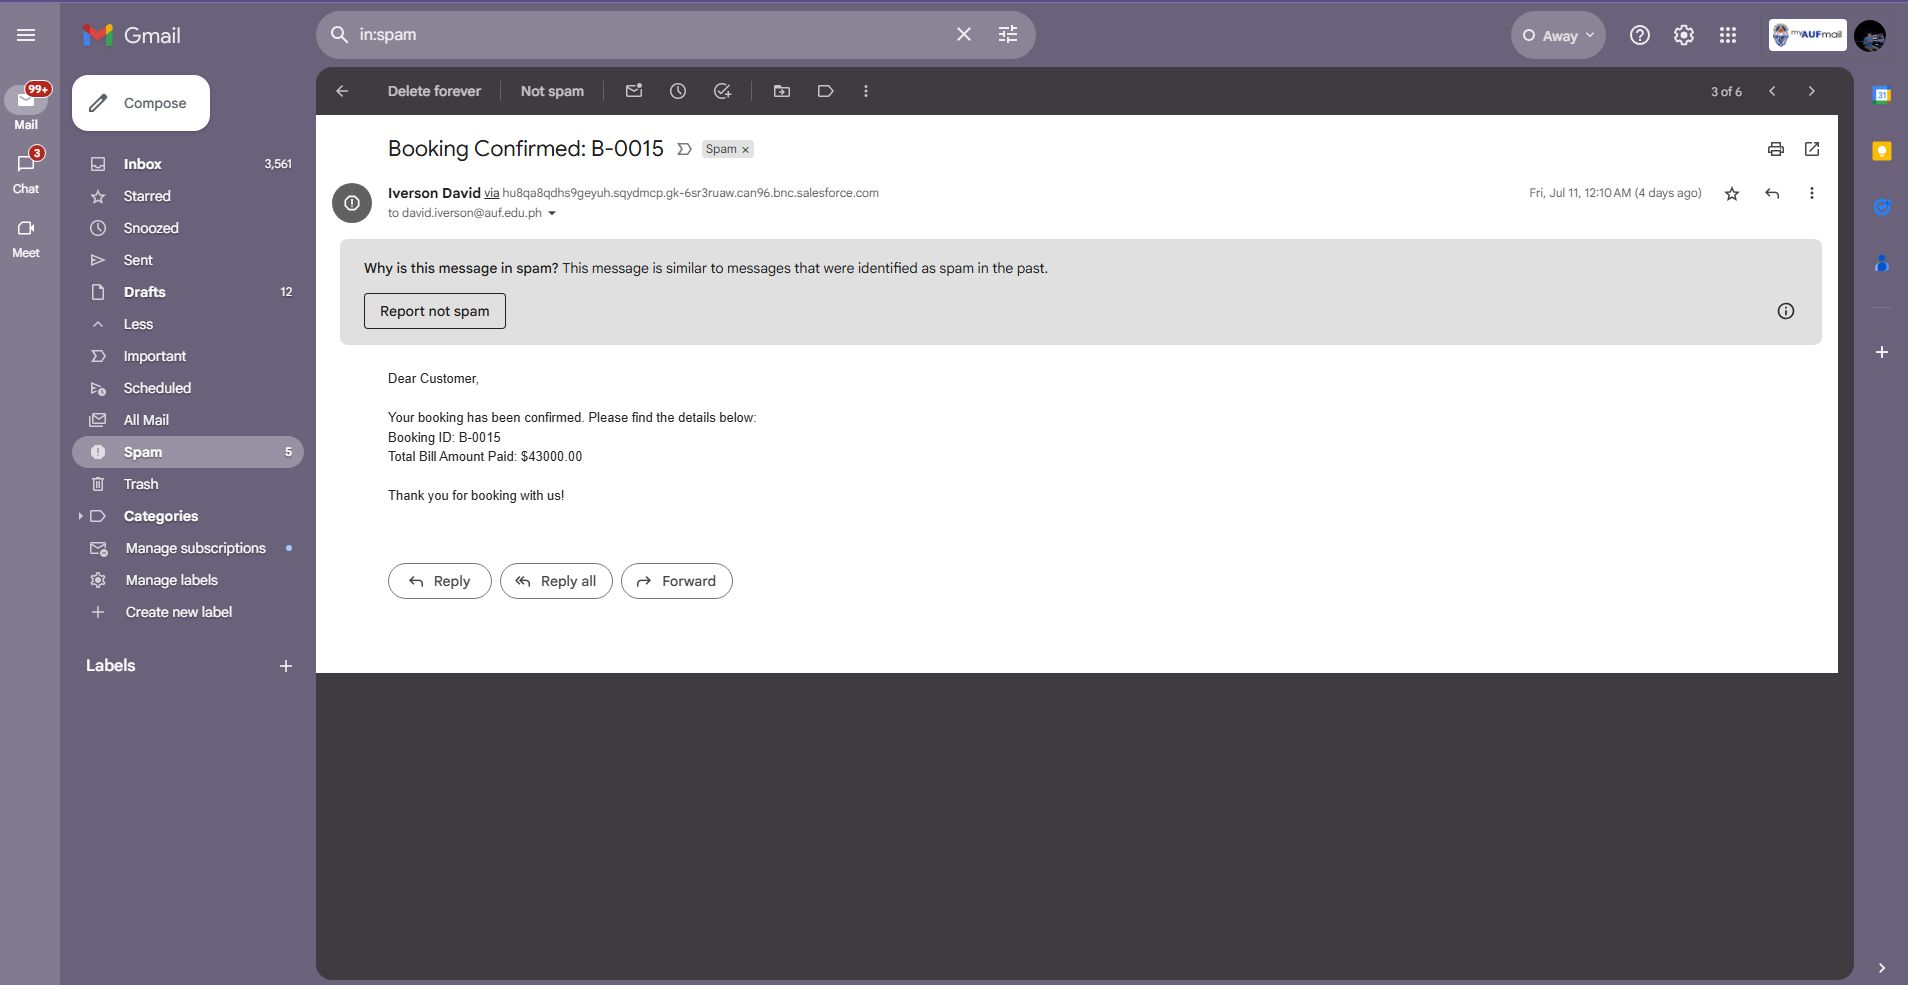 Gmail
in:spam
Away
myAUFmail
99+
Mail
3
Chat
Meet
Compose
Inbox 3,561
Starred
Snoozed
Sent
Drafts 12
Less
Important
Scheduled
All Mail
Spam 5
Trash
Categories
Manage subscriptions
Manage labels
Create new label
Labels
Delete forever Not spam 3 of 6
Booking Confirmed: B-0015 Spam x
Iverson David via hu8qa8qdhs9geyuh.sqydmcp.gk-6sr3ruaw.can96.bnc.salesforce.com Fri, Jul 11, 12:10 AM (4 days ago)
to david.iverson@auf.edu.ph
Why is this message in spam? This message is similar to messages that were identified as spam in the past.
Report not spam
Dear Customer,
Your booking has been confirmed. Please find the details below:
Booking ID: B-0015
Total Bill Amount Paid: $43000.00
Thank you for booking with us!
Reply Reply all Forward
31